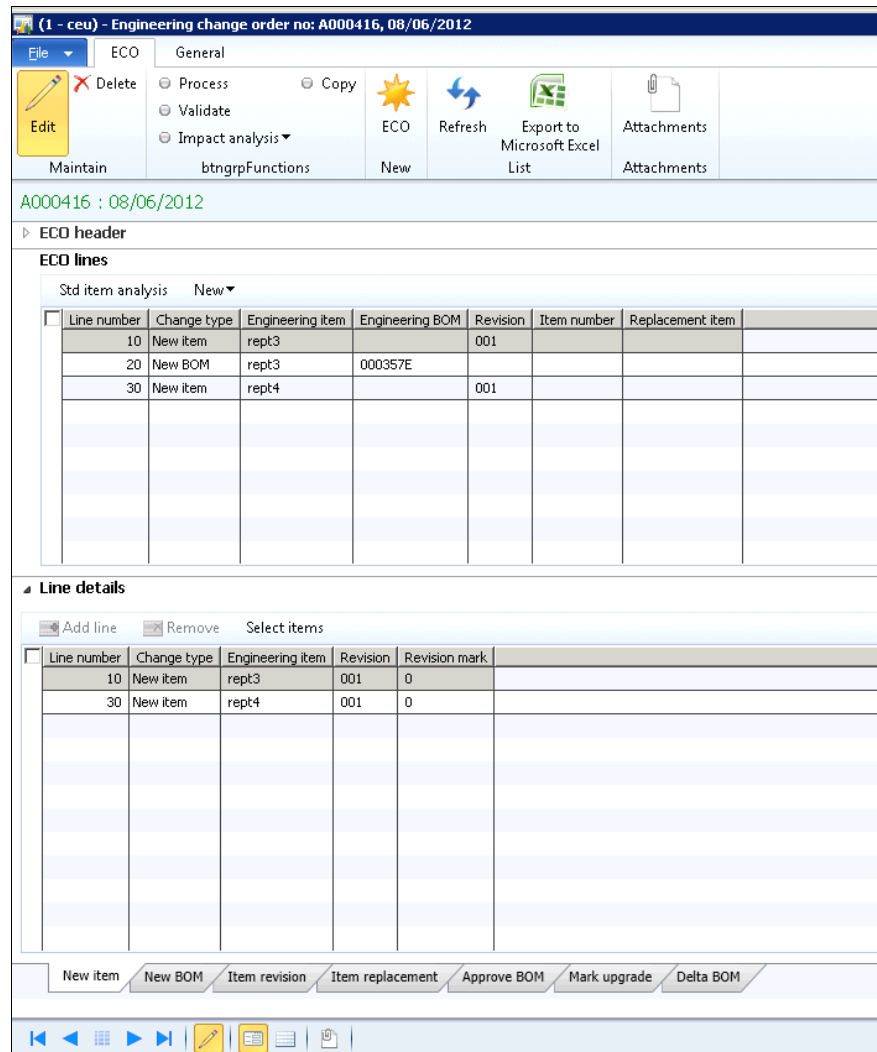 (1 - ceu) - Engineering change order no: A000416, 08/06/2012
File ECO General
Edit
Delete
Maintain
Process
Copy
Validate
Impact analysis
btngrpFunctions
ECO
New
Refresh
Export to
Microsoft Excel
List
Attachments
Attachments
A000416 : 08/06/2012
ECO header
ECO lines
Std item analysis New
Line number Change type Engineering item Engineering BOM Revision Item number Replacement item
10 New item rept3 001
20 New BOM rept3 000357E
30 New item rept4 001
Line details
Add line Remove Select items
Line number Change type Engineering item Revision Revision mark
10 New item rept3 001 0
30 New item rept4 001 0
New item New BOM Item revision Item replacement Approve BOM Mark upgrade Delta BOM